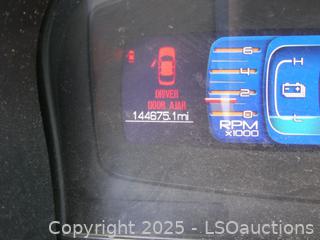 DRIVER
DOOR AJAR
144675.1mi
6
4
2
0
RPM
x1000
H
L
Copyright © 2025 - LSOauctions